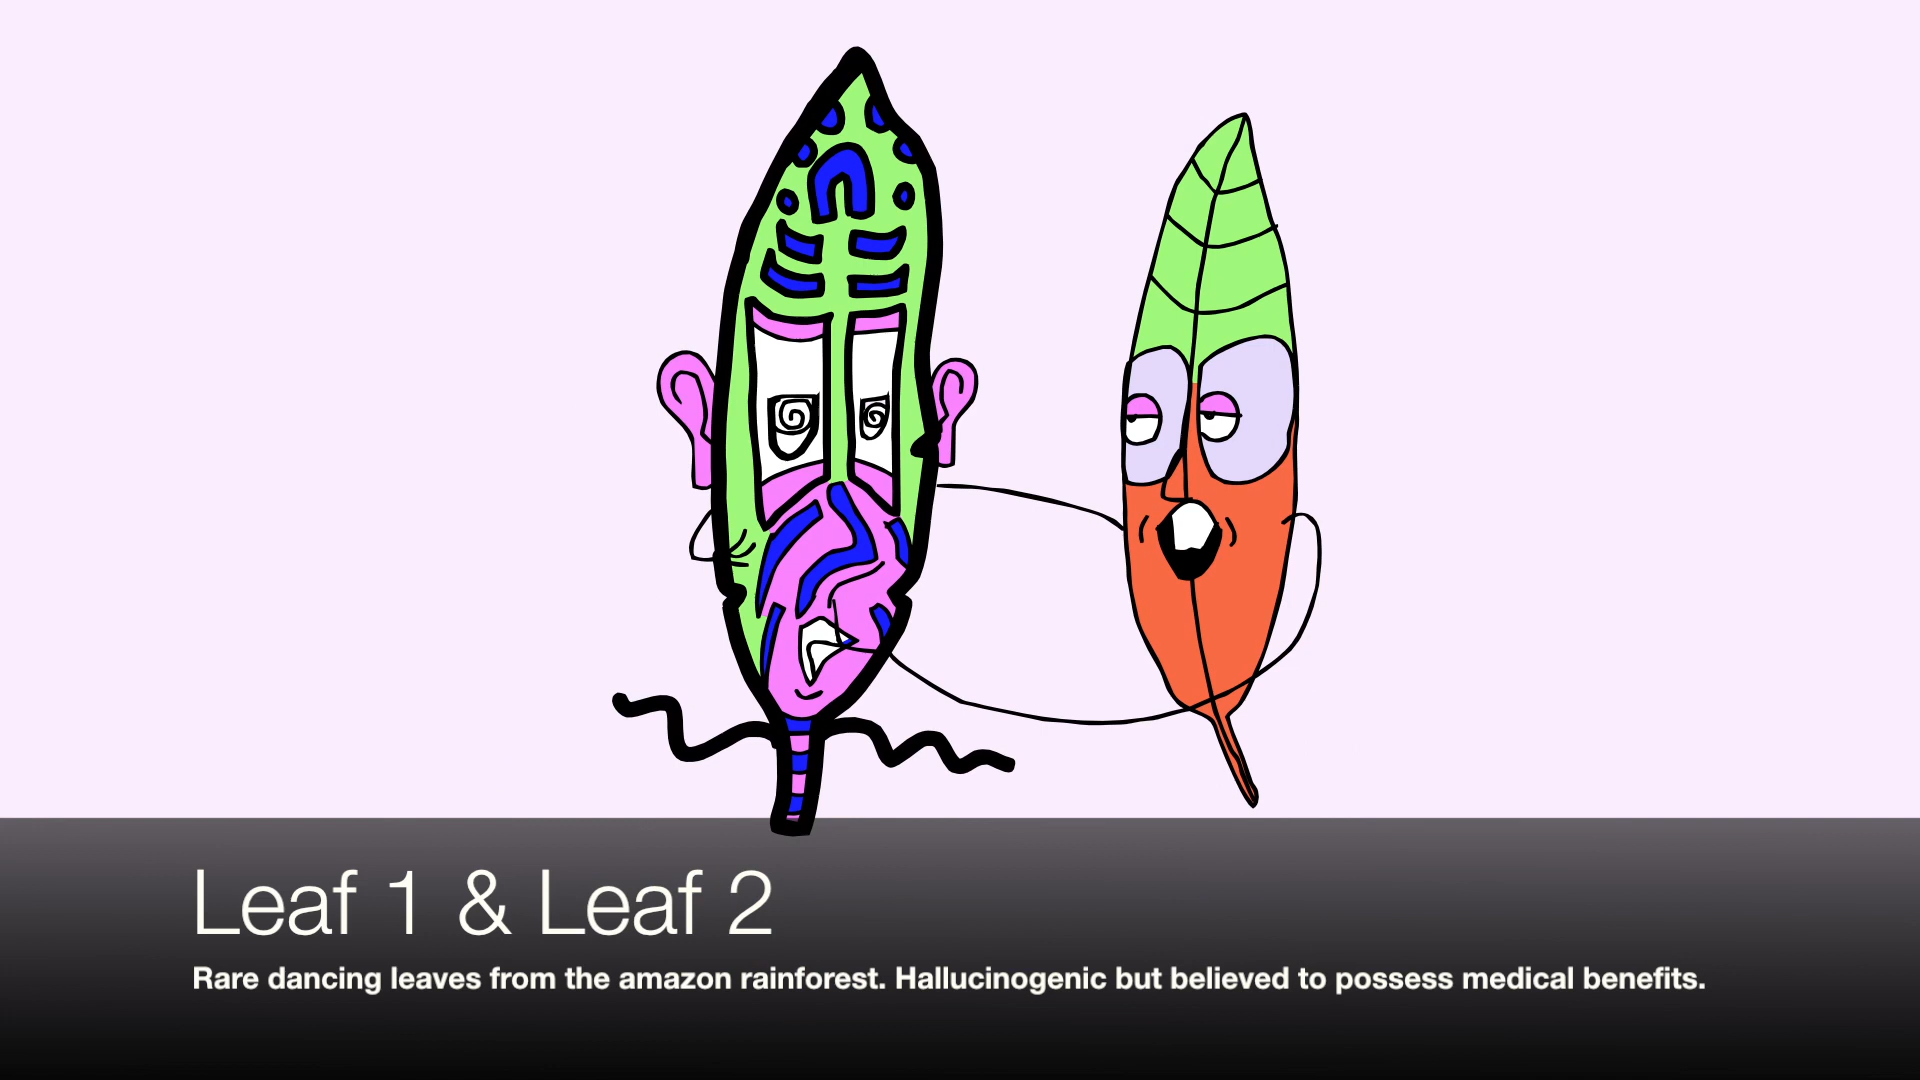 Leaf 1 & Leaf 2
Rare dancing leaves from the amazon rainforest. Hallucinogenic but believed to possess medical benefits.